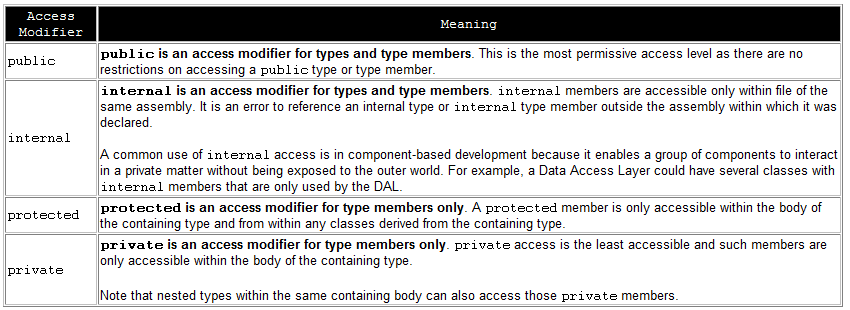 Access
Modifier
Meaning
public
public is an access modifier for types and type members. This is the most permissive access level as there are no
restrictions on accessing a public type or type member.
internal
internal is an access modifier for types and type members. internal members are accessible only within file of the
same assembly. It is an error to reference an internal type or internal type member outside the assembly within which it was
declared.
A common use of internal access is in component-based development because it enables a group of components to interact
in a private matter without being exposed to the outer world. For example, a Data Access Layer could have several classes with
internal members that are only used by the DAL.
protected
protected is an access modifier for type members only. A protected member is only accessible within the body of
the containing type and from within any classes derived from the containing type.
private
private is an access modifier for type members only. private access is the least accessible and such members are
only accessible within the body of the containing type.
Note that nested types within the same containing body can also access those private members.